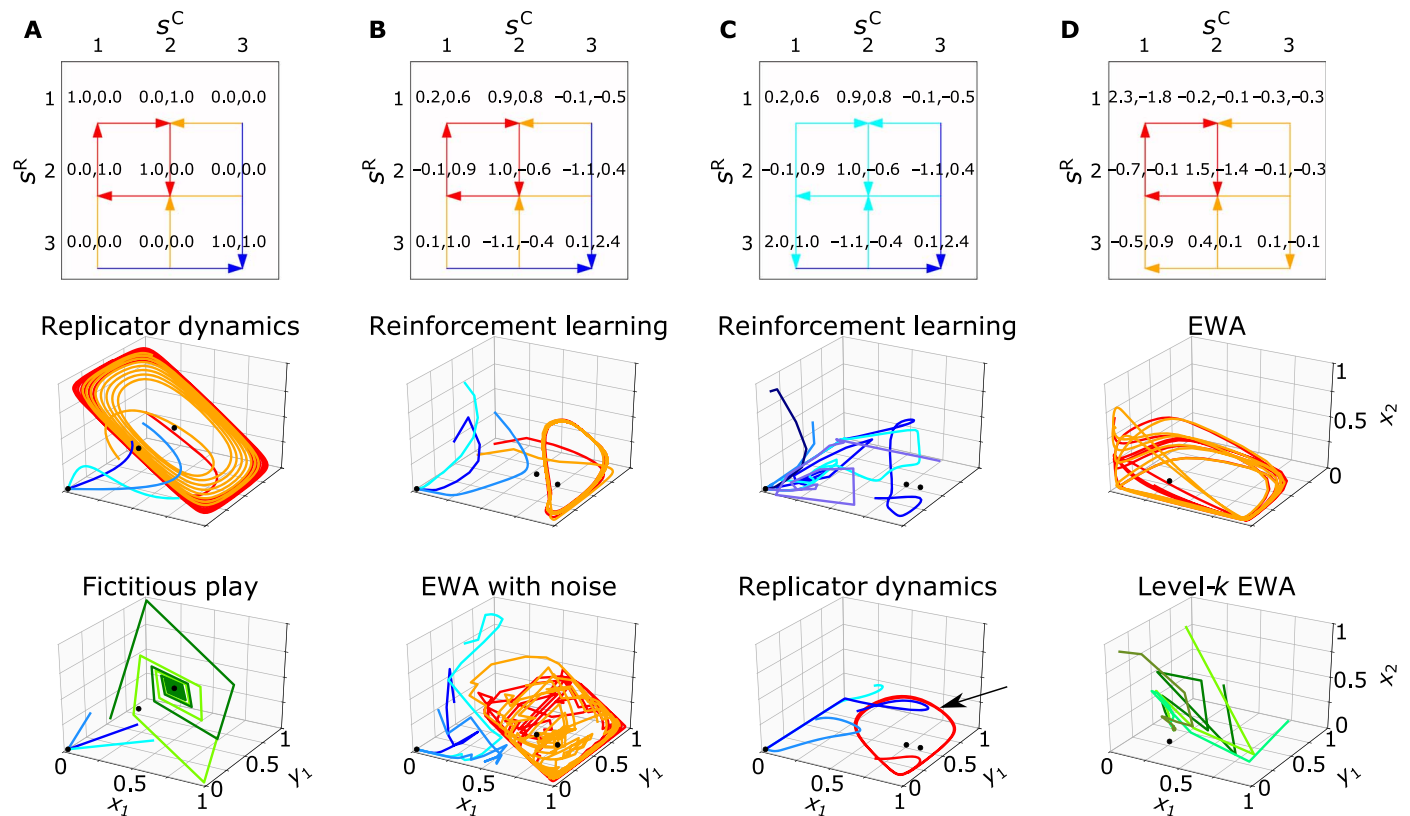 A B C D
s^C s^C s^C s^C
1 2 3 1 2 3 1 2 3 1 2 3
1 1.0,0.0 0.0,1.0 0.0,0.0 1 0.2,0.6 0.9,0.8 −0.1,−0.5 1 0.2,0.6 0.9,0.8 −0.1,−0.5 1 2.3,−1.8 −0.2,−0.1 −0.3,−0.3
s^R 2 0.0,1.0 1.0,0.0 0.0,0.0 s^R 2 −0.1,0.9 1.0,−0.6 −1.1,0.4 s^R 2 −0.1,0.9 1.0,−0.6 −1.1,0.4 s^R 2 −0.7,−0.1 1.5,−1.4 −0.1,−0.3
3 0.0,0.0 0.0,0.0 1.0,1.0 3 0.1,1.0 −1.1,−0.4 0.1,2.4 3 2.0,1.0 −1.1,−0.4 0.1,2.4 3 −0.5,0.9 0.4,0.1 0.1,−0.1
Replicator dynamics Reinforcement learning Reinforcement learning EWA
1
0.5 x_2
0
Fictitious play EWA with noise Replicator dynamics Level-k EWA
1
0.5 x_2
0
1 1 1 1
0 0.5 y_1 0 0.5 y_1 0 0.5 y_1 0 0.5 y_1
0.5 0 0.5 0 0.5 0 0.5 0
x_1 1 x_1 1 x_1 1 x_1 1